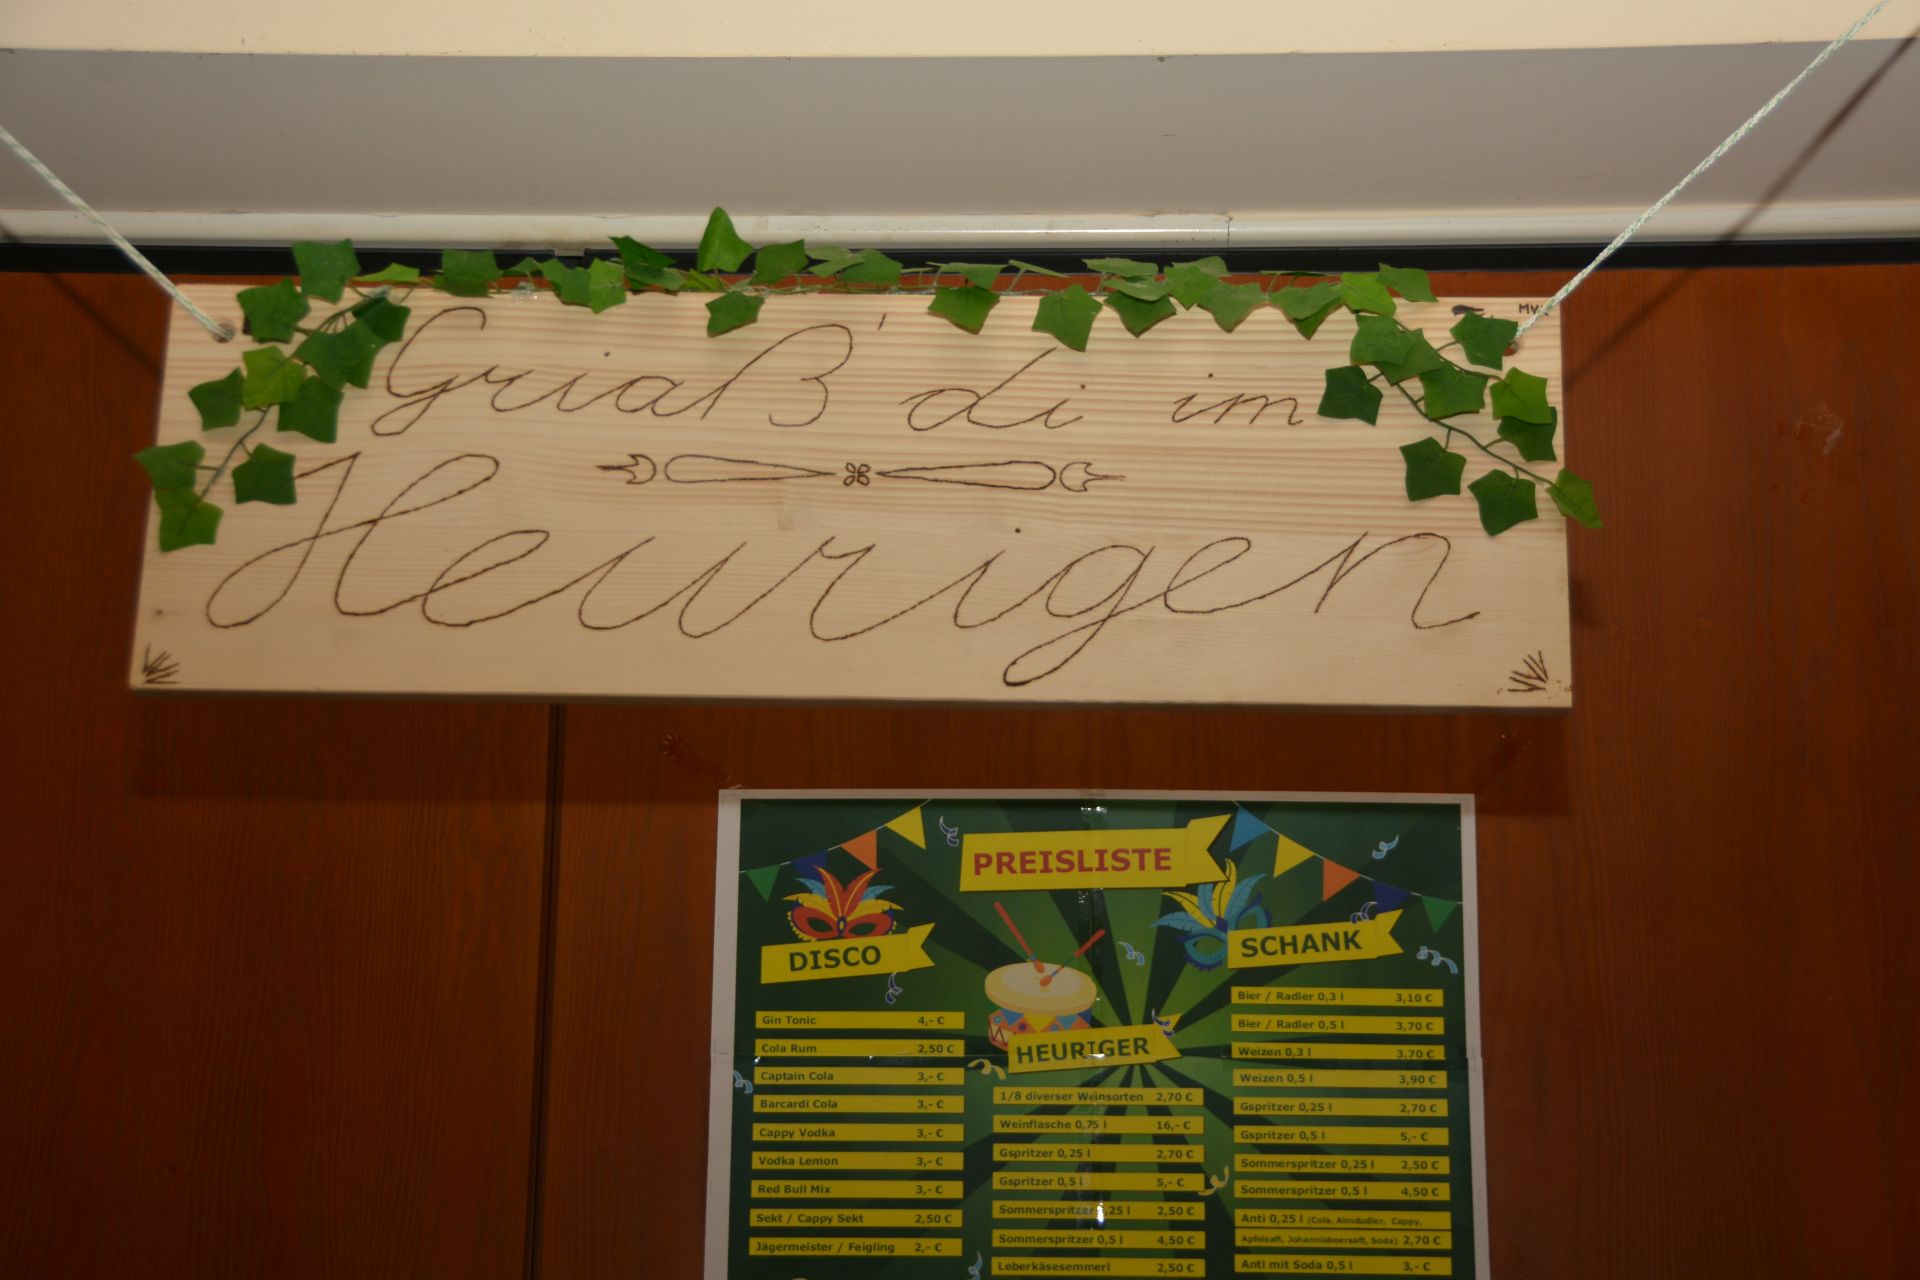 Griaß' di im
Heurigen
PREISLISTE
DISCO
Gin Tonic 4,- €
Cola Rum 2,50 €
Captain Cola 3,- €
Barcardi Cola 3,- €
Cappy Vodka 3,- €
Vodka Lemon 3,- €
Red Bull Mix 3,- €
Sekt / Cappy Sekt 2,50 €
Jägermeister / Feigling 2,- €
HEURIGER
1/8 diverser Weinsorten 2,70 €
Weinflasche 0,75 l 16,- €
Gspritzer 0,25 l 2,70 €
Gspritzer 0,5 l 5,- €
Sommerspritzer 0,25 l 2,50 €
Sommerspritzer 0,5 l 4,50 €
Leberkäsesemmerl 2,50 €
SCHANK
Bier / Radler 0,3 l 3,10 €
Bier / Radler 0,5 l 3,70 €
Weizen 0,3 l 3,70 €
Weizen 0,5 l 3,90 €
Gspritzer 0,25 l 2,70 €
Gspritzer 0,5 l 5,- €
Sommerspritzer 0,25 l 2,50 €
Sommerspritzer 0,5 l 4,50 €
Anti 0,25 l (Cola, Almdudler, Cappy,
Apfelsaft, Johannisbeersaft, Soda) 2,70 €
Anti mit Soda 0,5 l 3,- €